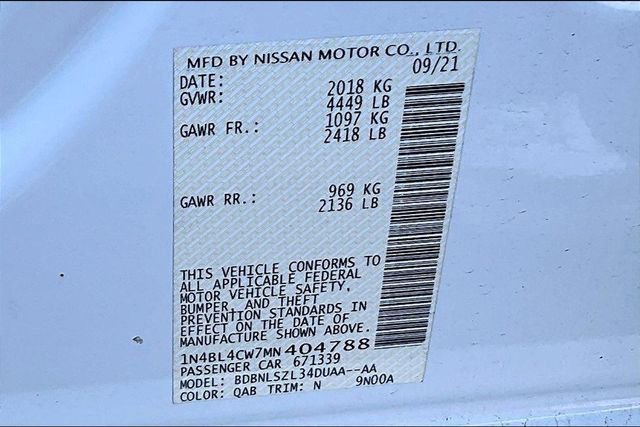 MFD BY NISSAN MOTOR CO., LTD.
DATE: 09/21
GVWR: 2018 KG
4449 LB
GAWR FR.: 1097 KG
2418 LB
GAWR RR.: 969 KG
2136 LB
THIS VEHICLE CONFORMS TO
ALL APPLICABLE FEDERAL
MOTOR VEHICLE SAFETY,
BUMPER, AND THEFT
PREVENTION STANDARDS IN
EFFECT ON THE DATE OF
MANUFACTURE SHOWN ABOVE.
1N4BL4CW7MN404788
PASSENGER CAR 671339
MODEL: BDBNLSZL34DUAA--AA
COLOR: QAB TRIM: N 9N00A